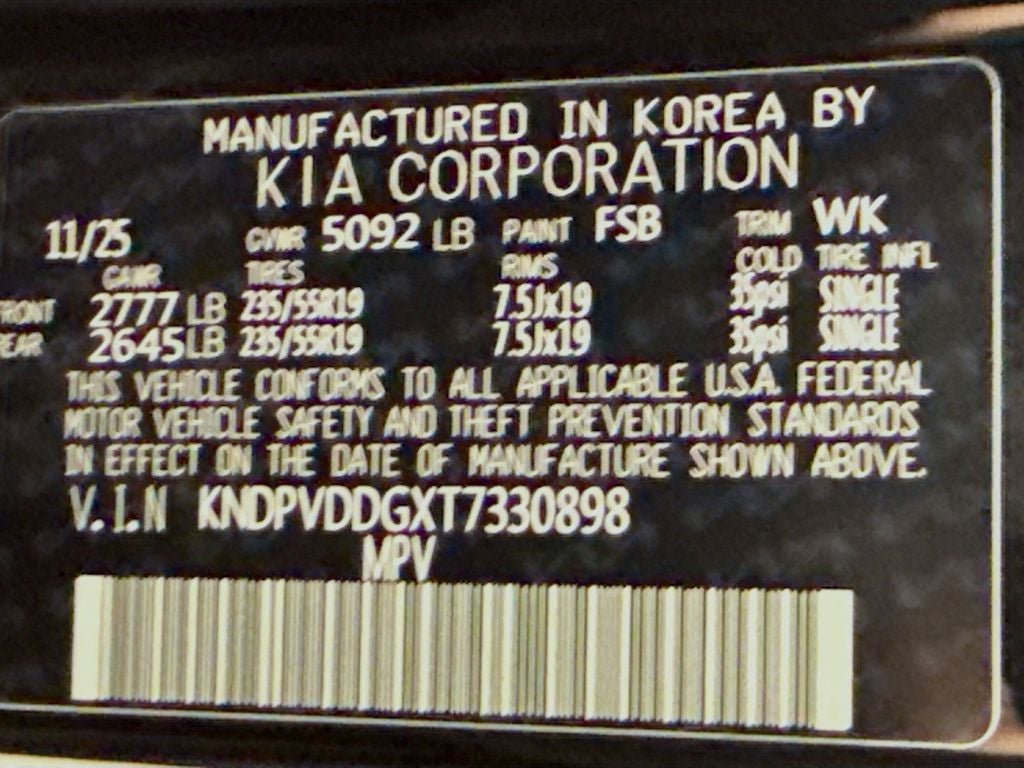 MANUFACTURED IN KOREA BY
KIA CORPORATION
11/25 GVWR 5092 LB PAINT FSB TRIM WK
GAWR TIRES RIMS COLD TIRE INFL
FRONT 2777 LB 235/55R19 7.5Jx19 35psi SINGLE
REAR 2645 LB 235/55R19 7.5Jx19 35psi SINGLE
THIS VEHICLE CONFORMS TO ALL APPLICABLE U.S.A. FEDERAL
MOTOR VEHICLE SAFETY AND THEFT PREVENTION STANDARDS
IN EFFECT ON THE DATE OF MANUFACTURE SHOWN ABOVE.
V.I.N KNDPVDDGXT7330898
MPV